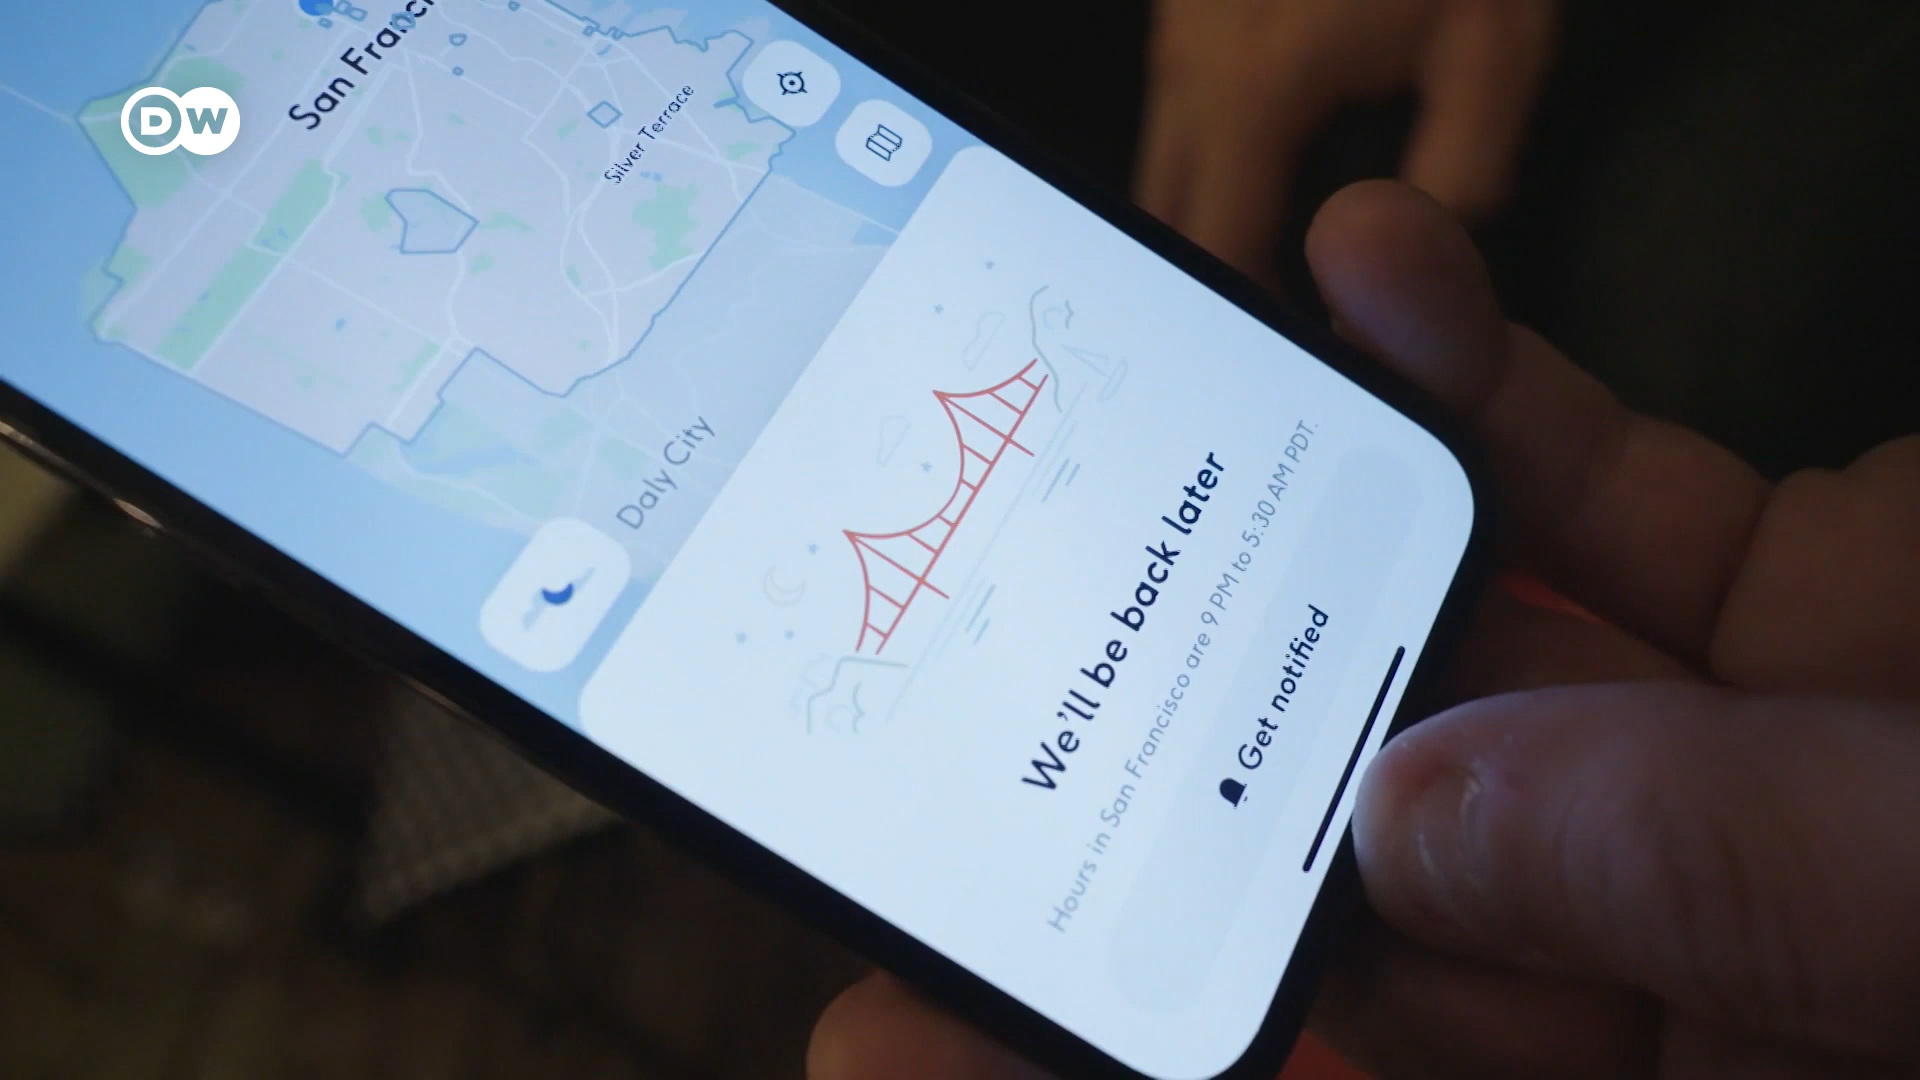 DW
San Franc
Silver Terrace
Daly City
We'll be back later
Hours in San Francisco are 9 PM to 5:30 AM PDT.
Get notified